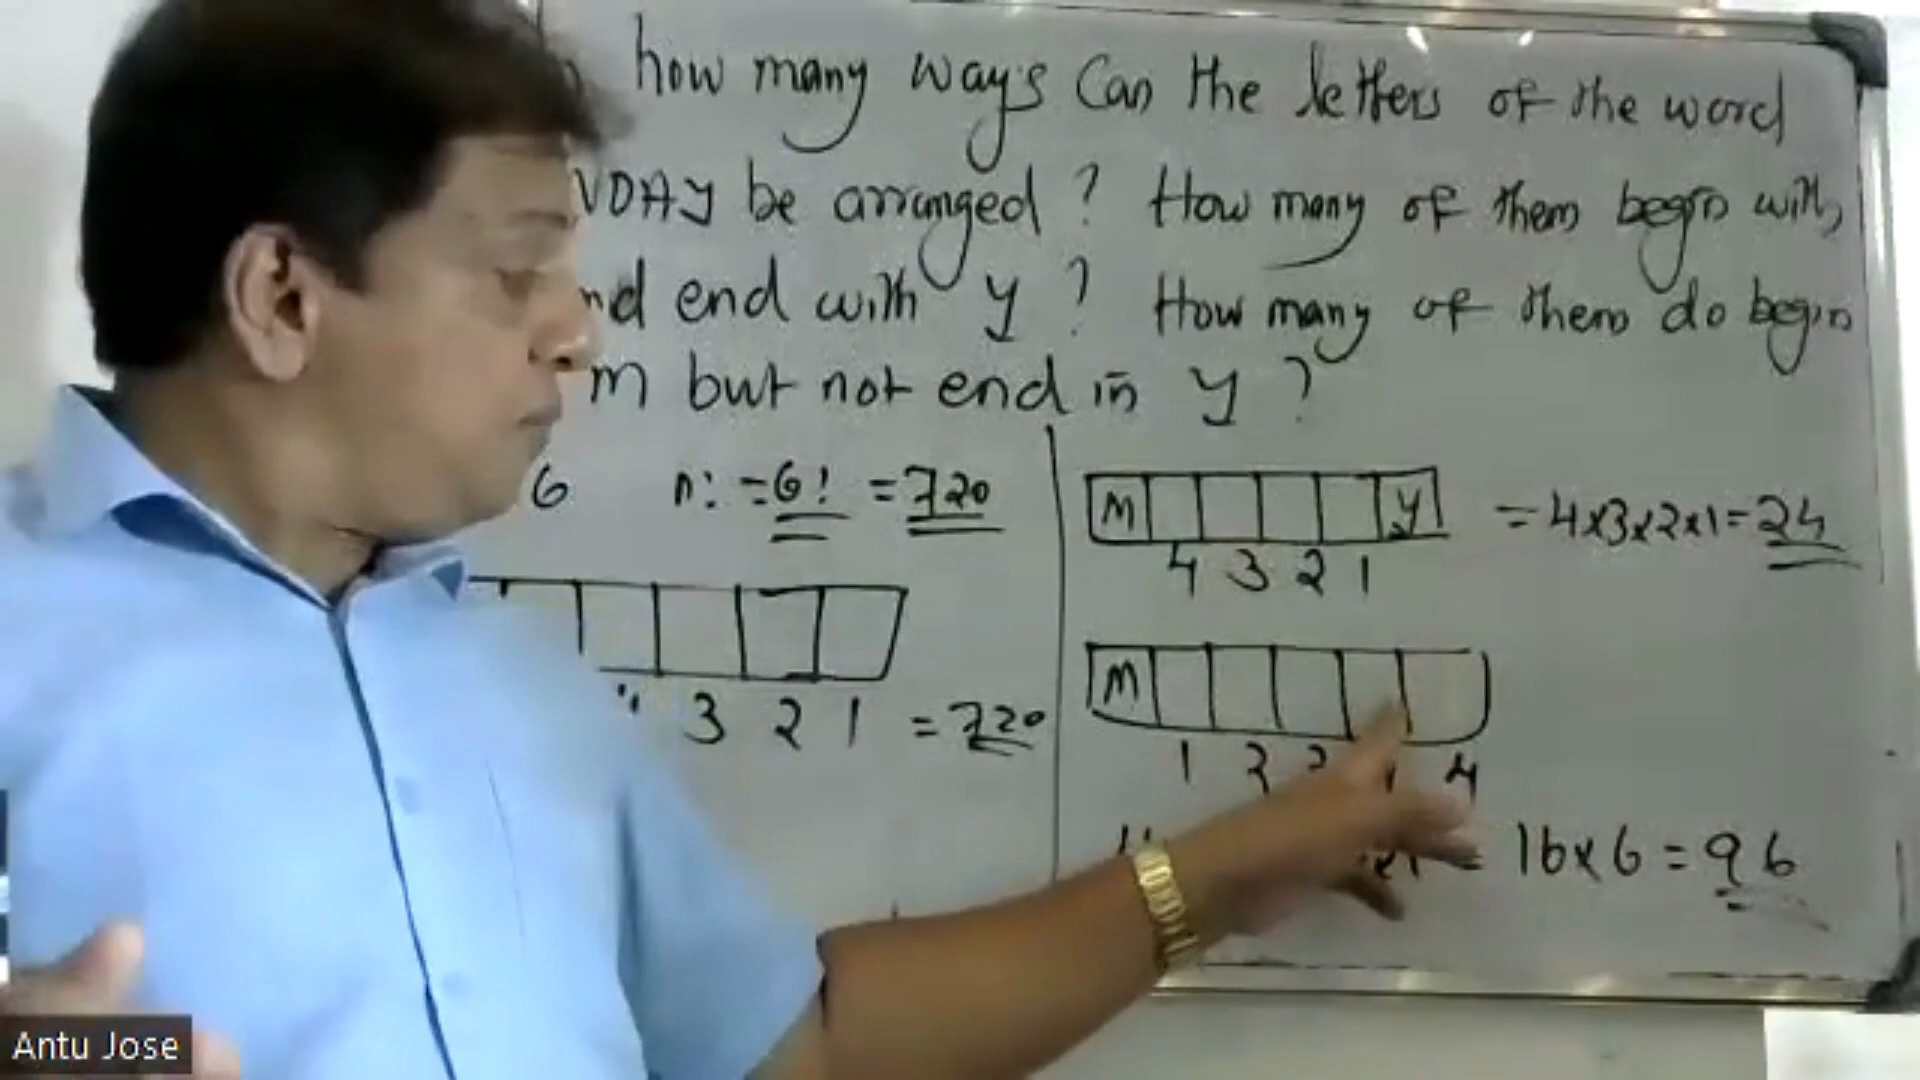 how many ways can the letters of the word
NDAY be arranged ? How many of them begin with
nd end with y ? How many of them do begin
m but not end in y ?
6 n! = 6! = 720
m y = 4x3x2x1 = 24
4 3 2 1
3 2 1 = 720
m
1 2 3 4
= 16x6 = 96
Antu Jose